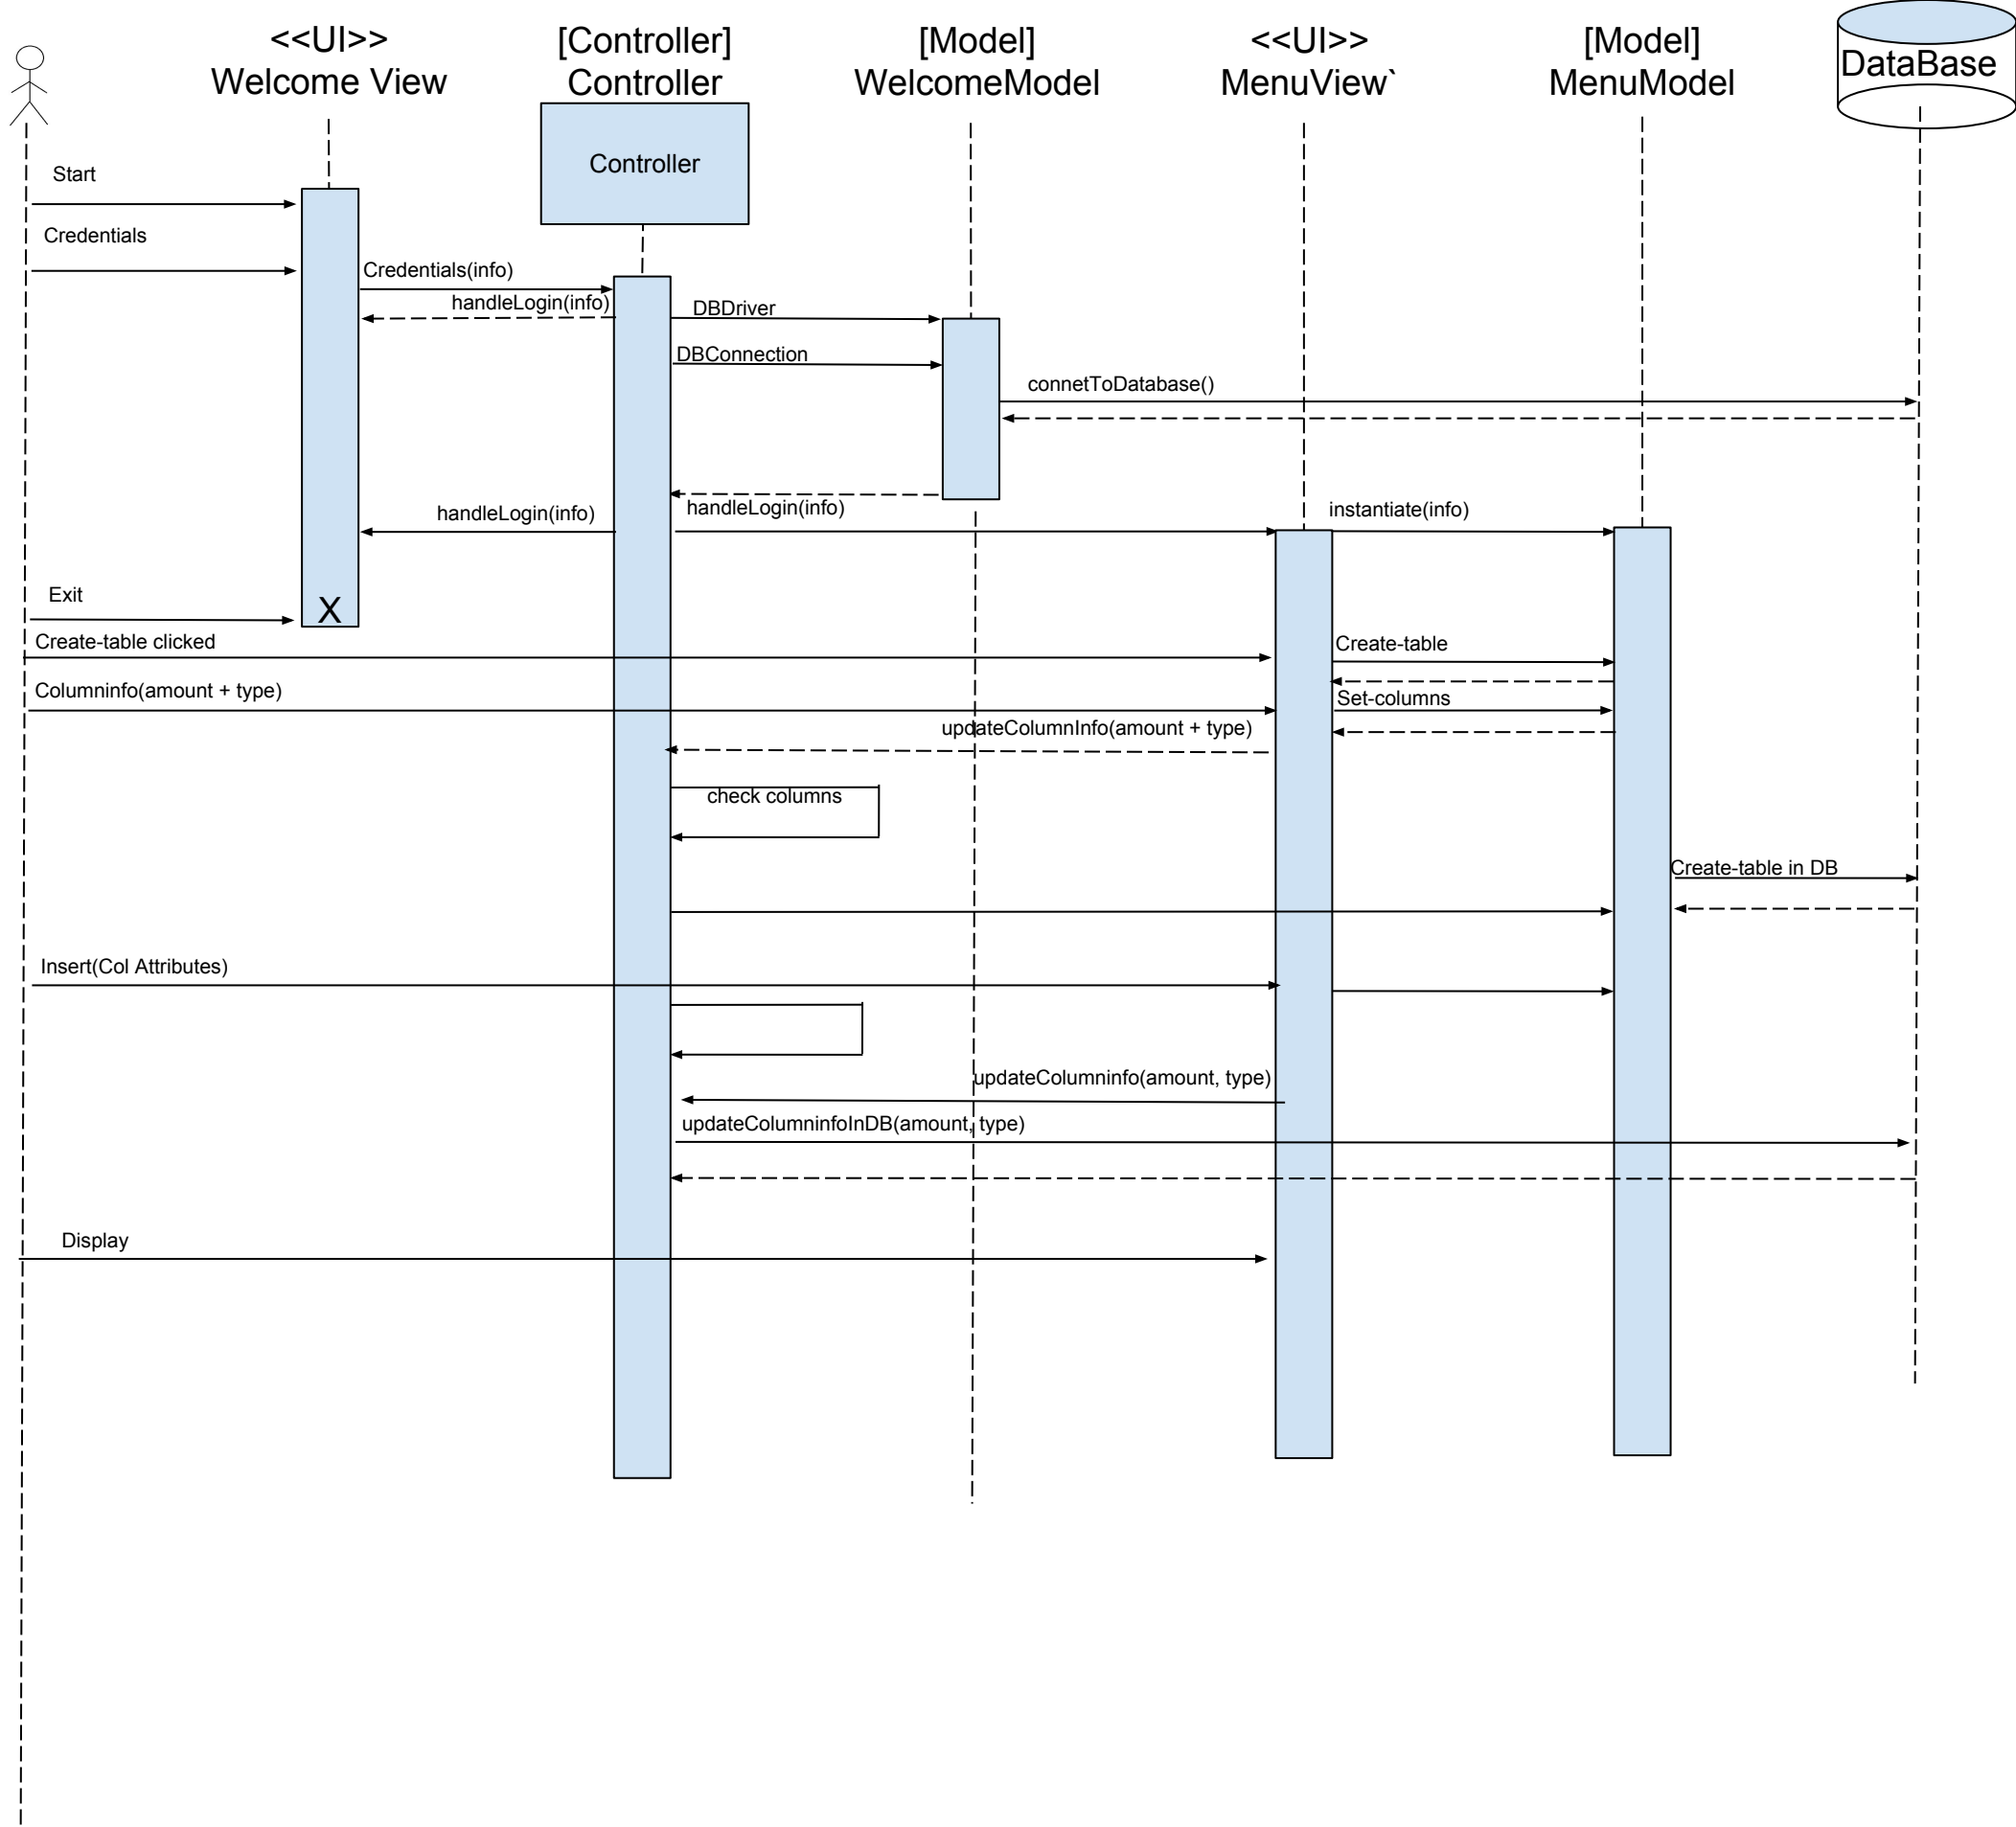 <<UI>>
Welcome View
[Controller]
Controller
[Model]
WelcomeModel
<<UI>>
MenuView`
[Model]
MenuModel
DataBase
Controller
Start
Credentials
Credentials(info)
handleLogin(info)
DBDriver
DBConnection
connetToDatabase()
handleLogin(info)
handleLogin(info)
instantiate(info)
Exit
X
Create-table clicked
Create-table
Columninfo(amount + type)
Set-columns
updateColumnInfo(amount + type)
check columns
Create-table in DB
Insert(Col Attributes)
updateColumninfo(amount, type)
updateColumninfoInDB(amount, type)
Display